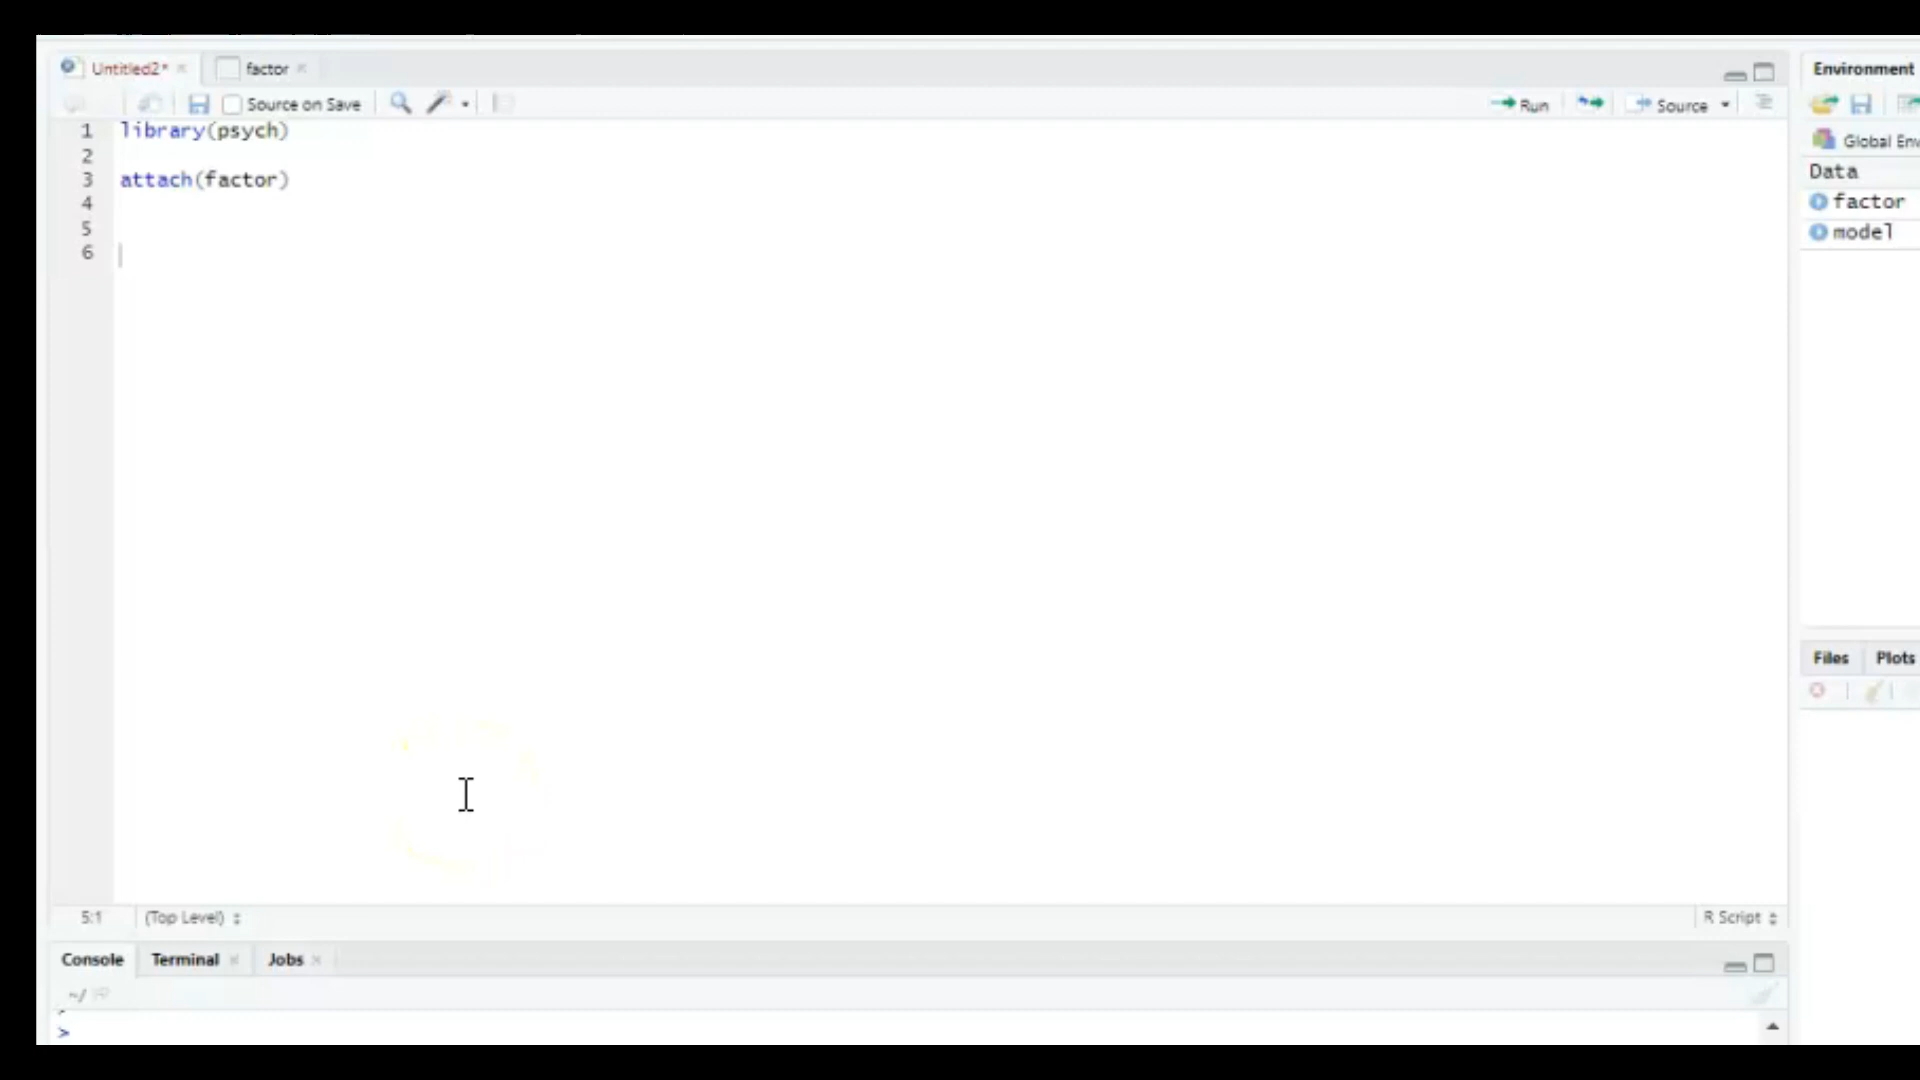 Untitled2* factor
Source on Save Run Source
1 library(psych)
2
3 attach(factor)
4
5
6
5:1 (Top Level) R Script
Console Terminal Jobs
~/
>
Environment
Global Env
Data
factor
model
Files Plots